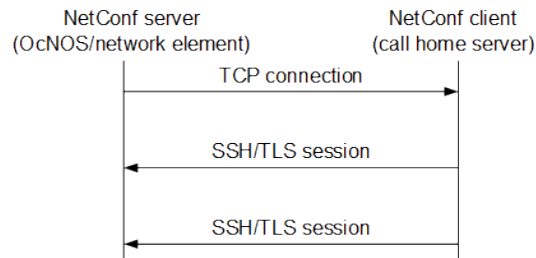 NetConf server
(OcNOS/network element)
NetConf client
(call home server)
TCP connection
SSH/TLS session
SSH/TLS session